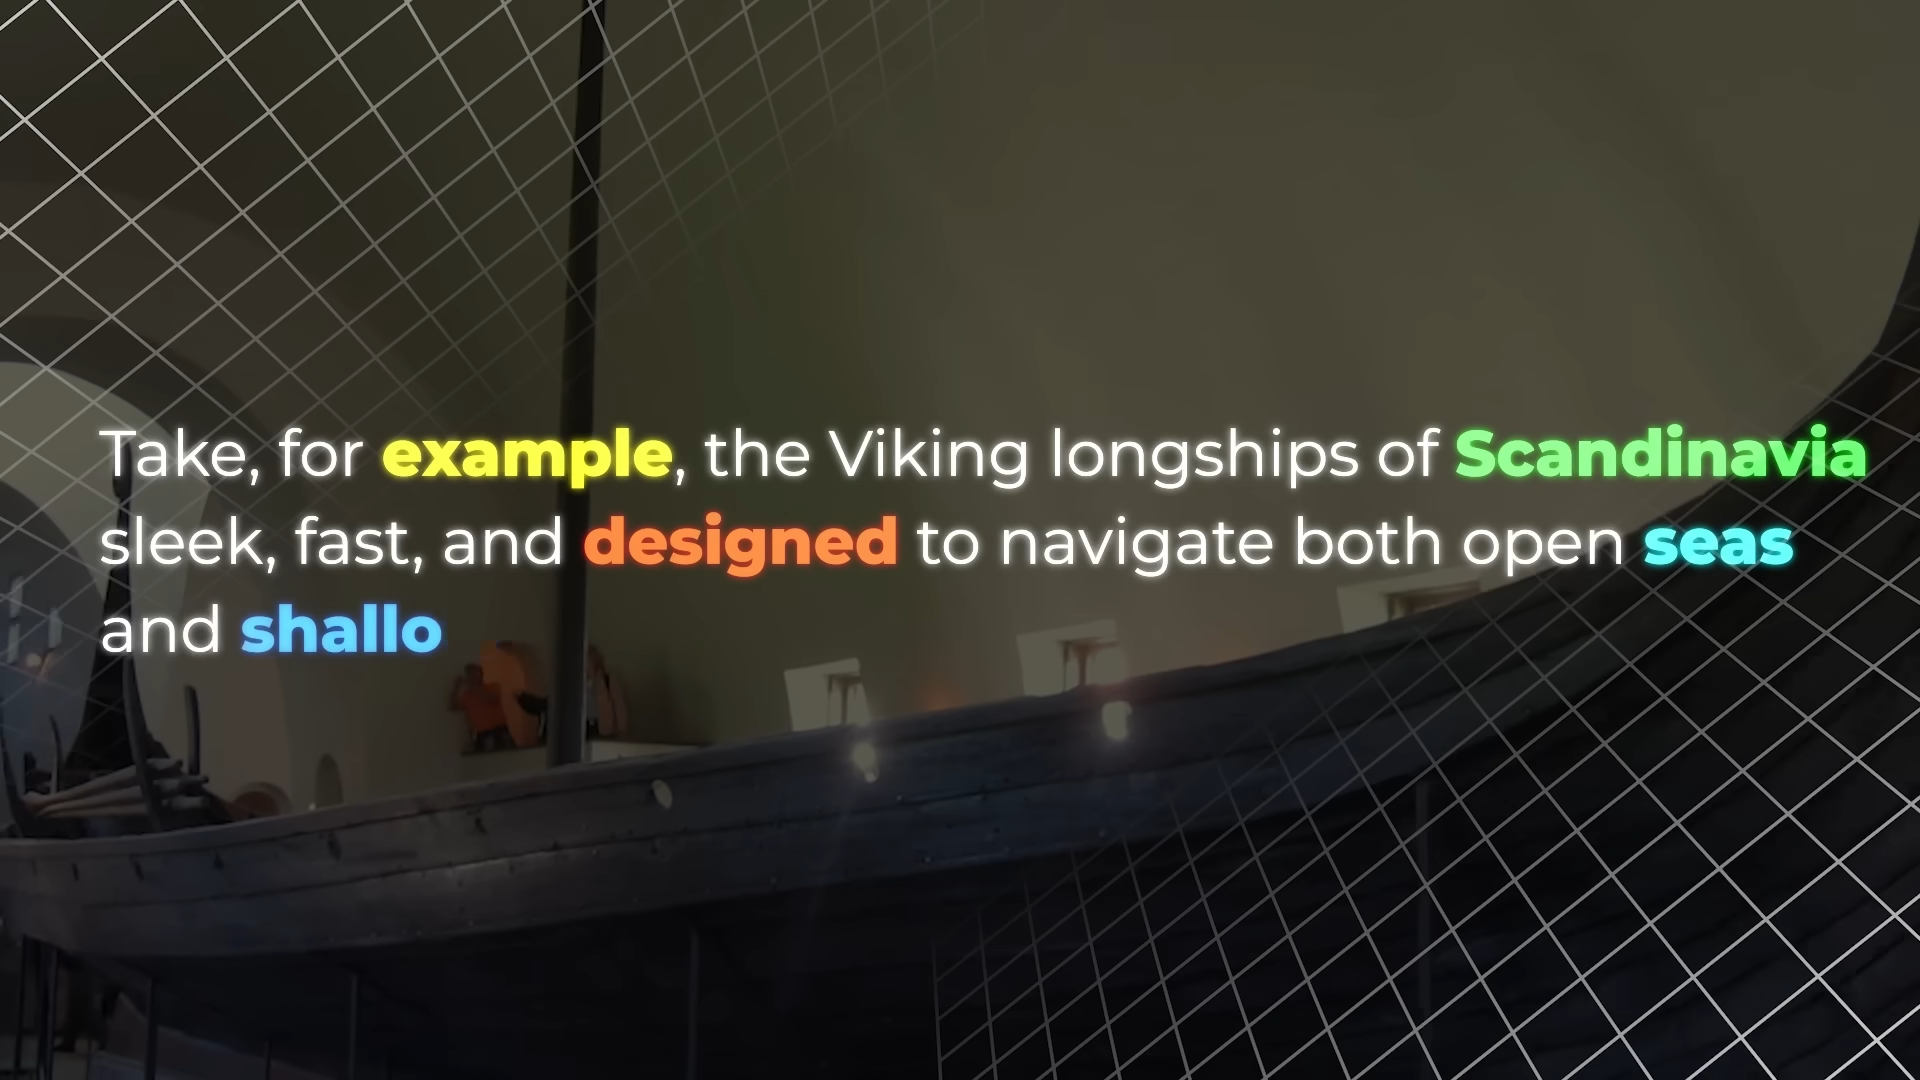 Take, for example, the Viking longships of Scandinavia
sleek, fast, and designed to navigate both open seas
and shallo